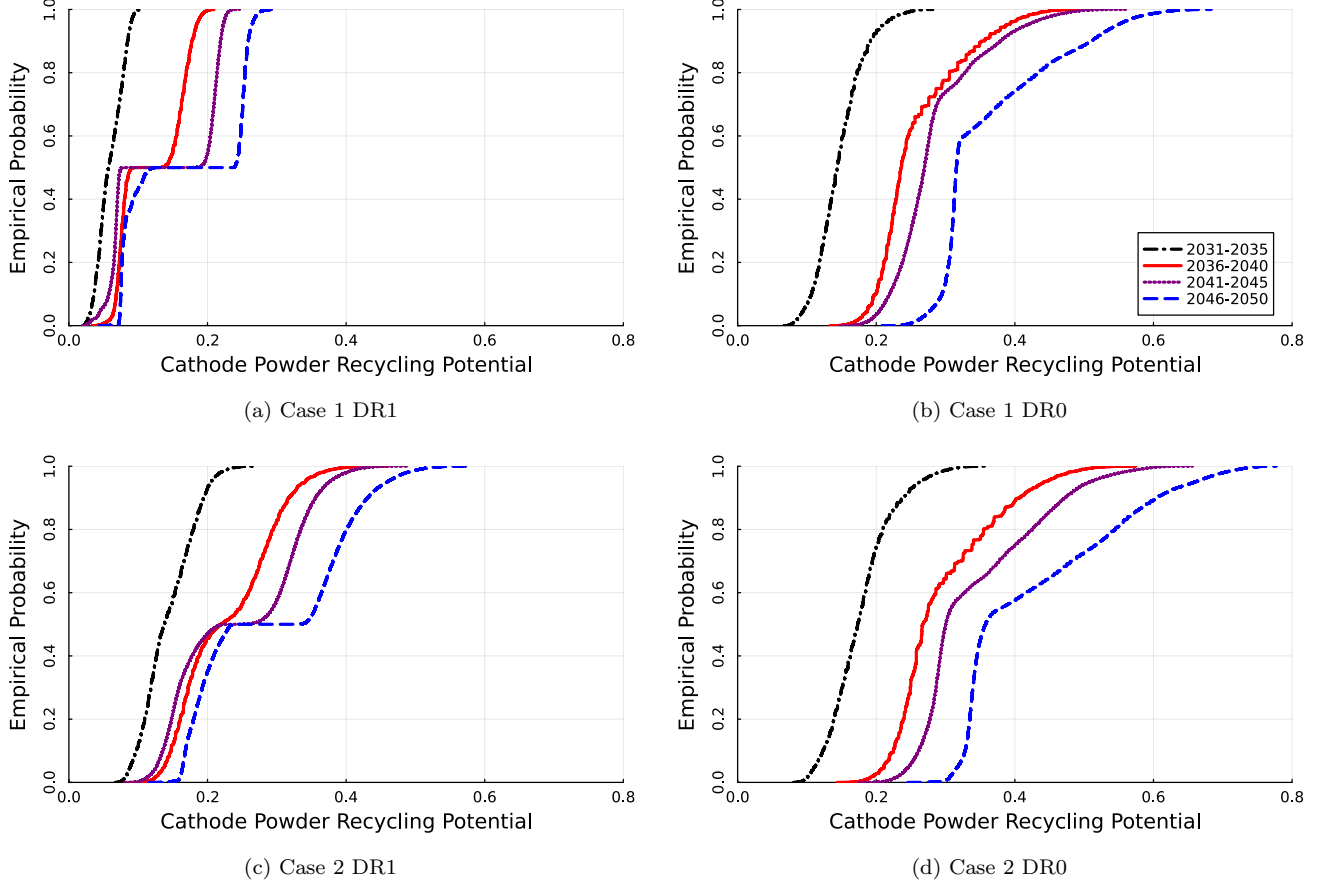 1.0
0.8
0.6
0.4
0.2
0.0
Empirical Probability
0.0 0.2 0.4 0.6 0.8
Cathode Powder Recycling Potential
(a) Case 1 DR1
1.0
0.8
0.6
0.4
0.2
0.0
Empirical Probability
2031-2035
2036-2040
2041-2045
2046-2050
0.0 0.2 0.4 0.6 0.8
Cathode Powder Recycling Potential
(b) Case 1 DR0
1.0
0.8
0.6
0.4
0.2
0.0
Empirical Probability
0.0 0.2 0.4 0.6 0.8
Cathode Powder Recycling Potential
(c) Case 2 DR1
1.0
0.8
0.6
0.4
0.2
0.0
Empirical Probability
0.0 0.2 0.4 0.6 0.8
Cathode Powder Recycling Potential
(d) Case 2 DR0